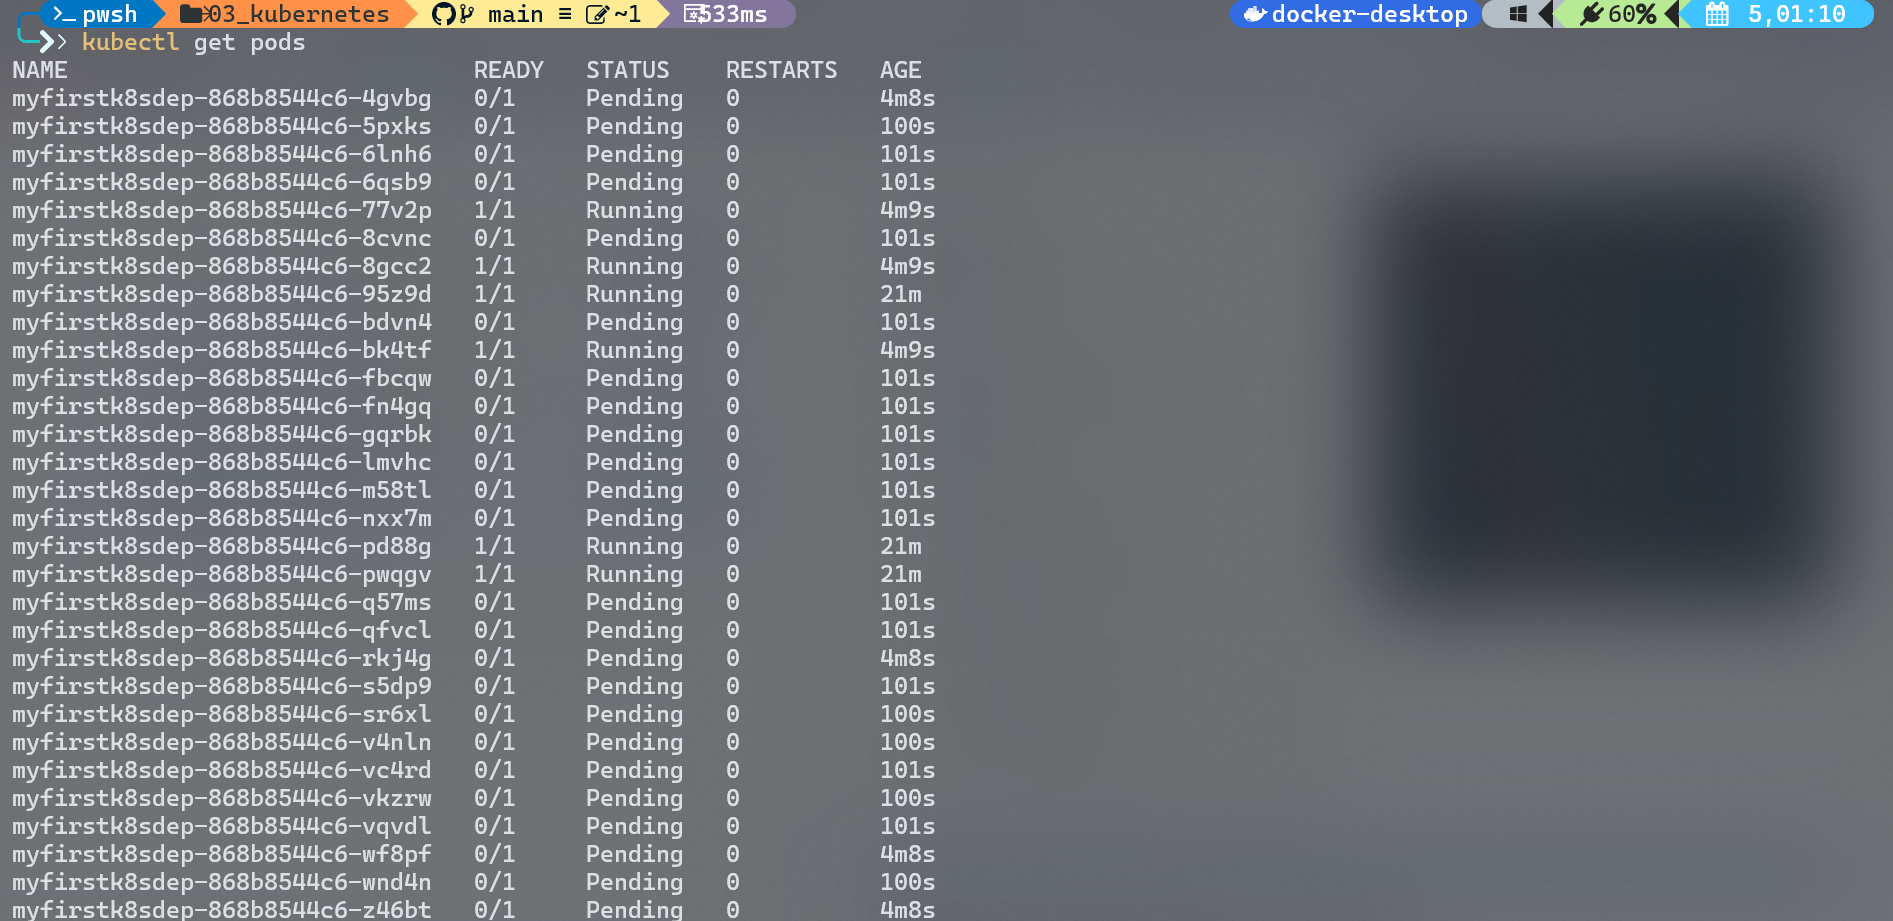 pwsh 03_kubernetes main ≡ ~1 533ms docker-desktop 60% 5,01:10
kubectl get pods
NAME READY STATUS RESTARTS AGE
myfirstk8sdep-868b8544c6-4gvbg 0/1 Pending 0 4m8s
myfirstk8sdep-868b8544c6-5pxks 0/1 Pending 0 100s
myfirstk8sdep-868b8544c6-6lnh6 0/1 Pending 0 101s
myfirstk8sdep-868b8544c6-6qsb9 0/1 Pending 0 101s
myfirstk8sdep-868b8544c6-77v2p 1/1 Running 0 4m9s
myfirstk8sdep-868b8544c6-8cvnc 0/1 Pending 0 101s
myfirstk8sdep-868b8544c6-8gcc2 1/1 Running 0 4m9s
myfirstk8sdep-868b8544c6-95z9d 1/1 Running 0 21m
myfirstk8sdep-868b8544c6-bdvn4 0/1 Pending 0 101s
myfirstk8sdep-868b8544c6-bk4tf 1/1 Running 0 4m9s
myfirstk8sdep-868b8544c6-fbcqw 0/1 Pending 0 101s
myfirstk8sdep-868b8544c6-fn4gq 0/1 Pending 0 101s
myfirstk8sdep-868b8544c6-gqrbk 0/1 Pending 0 101s
myfirstk8sdep-868b8544c6-lmvhc 0/1 Pending 0 101s
myfirstk8sdep-868b8544c6-m58tl 0/1 Pending 0 101s
myfirstk8sdep-868b8544c6-nxx7m 0/1 Pending 0 101s
myfirstk8sdep-868b8544c6-pd88g 1/1 Running 0 21m
myfirstk8sdep-868b8544c6-pwqgv 1/1 Running 0 21m
myfirstk8sdep-868b8544c6-q57ms 0/1 Pending 0 101s
myfirstk8sdep-868b8544c6-qfvcl 0/1 Pending 0 101s
myfirstk8sdep-868b8544c6-rkj4g 0/1 Pending 0 4m8s
myfirstk8sdep-868b8544c6-s5dp9 0/1 Pending 0 101s
myfirstk8sdep-868b8544c6-sr6xl 0/1 Pending 0 100s
myfirstk8sdep-868b8544c6-v4nln 0/1 Pending 0 100s
myfirstk8sdep-868b8544c6-vc4rd 0/1 Pending 0 101s
myfirstk8sdep-868b8544c6-vkzrw 0/1 Pending 0 100s
myfirstk8sdep-868b8544c6-vqvdl 0/1 Pending 0 101s
myfirstk8sdep-868b8544c6-wf8pf 0/1 Pending 0 4m8s
myfirstk8sdep-868b8544c6-wnd4n 0/1 Pending 0 100s
myfirstk8sdep-868b8544c6-z46bt 0/1 Pending 0 4m8s